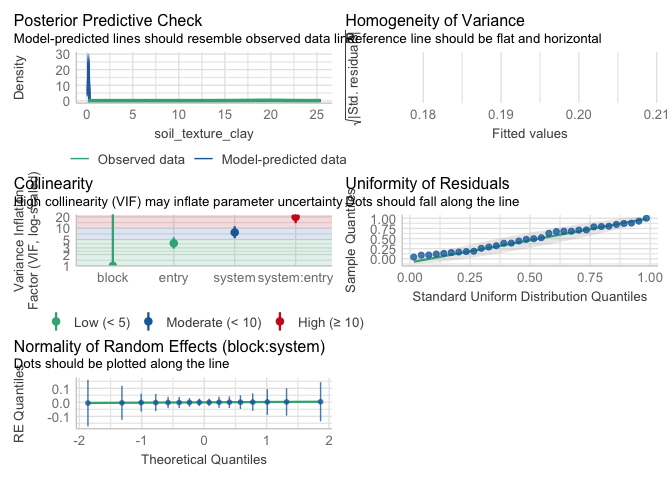 Posterior Predictive Check
Model-predicted lines should resemble observed data line
Density
30
20
10
0
0
5
10
15
20
25
soil_texture_clay
Observed data
Model-predicted data
Homogeneity of Variance
Reference line should be flat and horizontal
√|Std. residuals|
0.18
0.19
0.20
0.21
Fitted values
Collinearity
High collinearity (VIF) may inflate parameter uncertainty
Variance Inflation
Factor (VIF, log-scaled)
20
10
5
3
2
1
block
entry
system
system:entry
Low (< 5)
Moderate (< 10)
High (≥ 10)
Uniformity of Residuals
Dots should fall along the line
Sample Quantiles
1.00
0.75
0.50
0.25
0.00
0.00
0.25
0.50
0.75
1.00
Standard Uniform Distribution Quantiles
Normality of Random Effects (block:system)
Dots should be plotted along the line
RE Quantiles
0.1
0.0
-0.1
-2
-1
0
1
2
Theoretical Quantiles